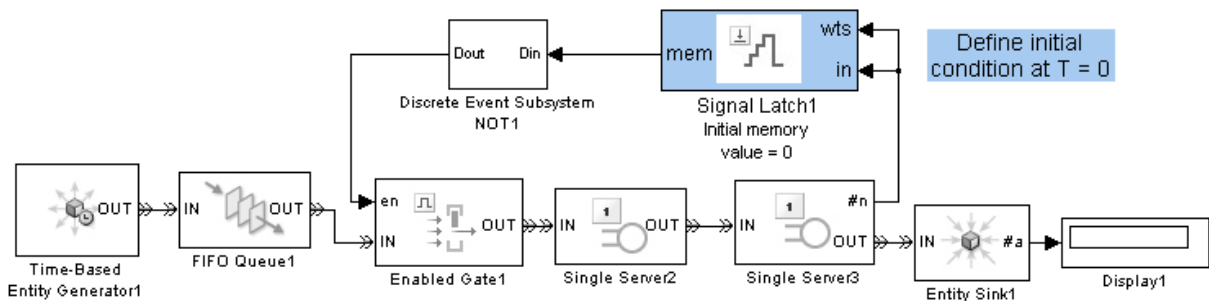 Dout
Din
Discrete Event Subsystem
NOT1
mem
wts
in
Signal Latch1
Initial memory
value = 0
Define initial
condition at T = 0
OUT
Time-Based
Entity Generator1
IN
OUT
FIFO Queue1
en
IN
OUT
Enabled Gate1
IN
1
OUT
Single Server2
IN
1
#n
OUT
Single Server3
IN
#a
Entity Sink1
Display1